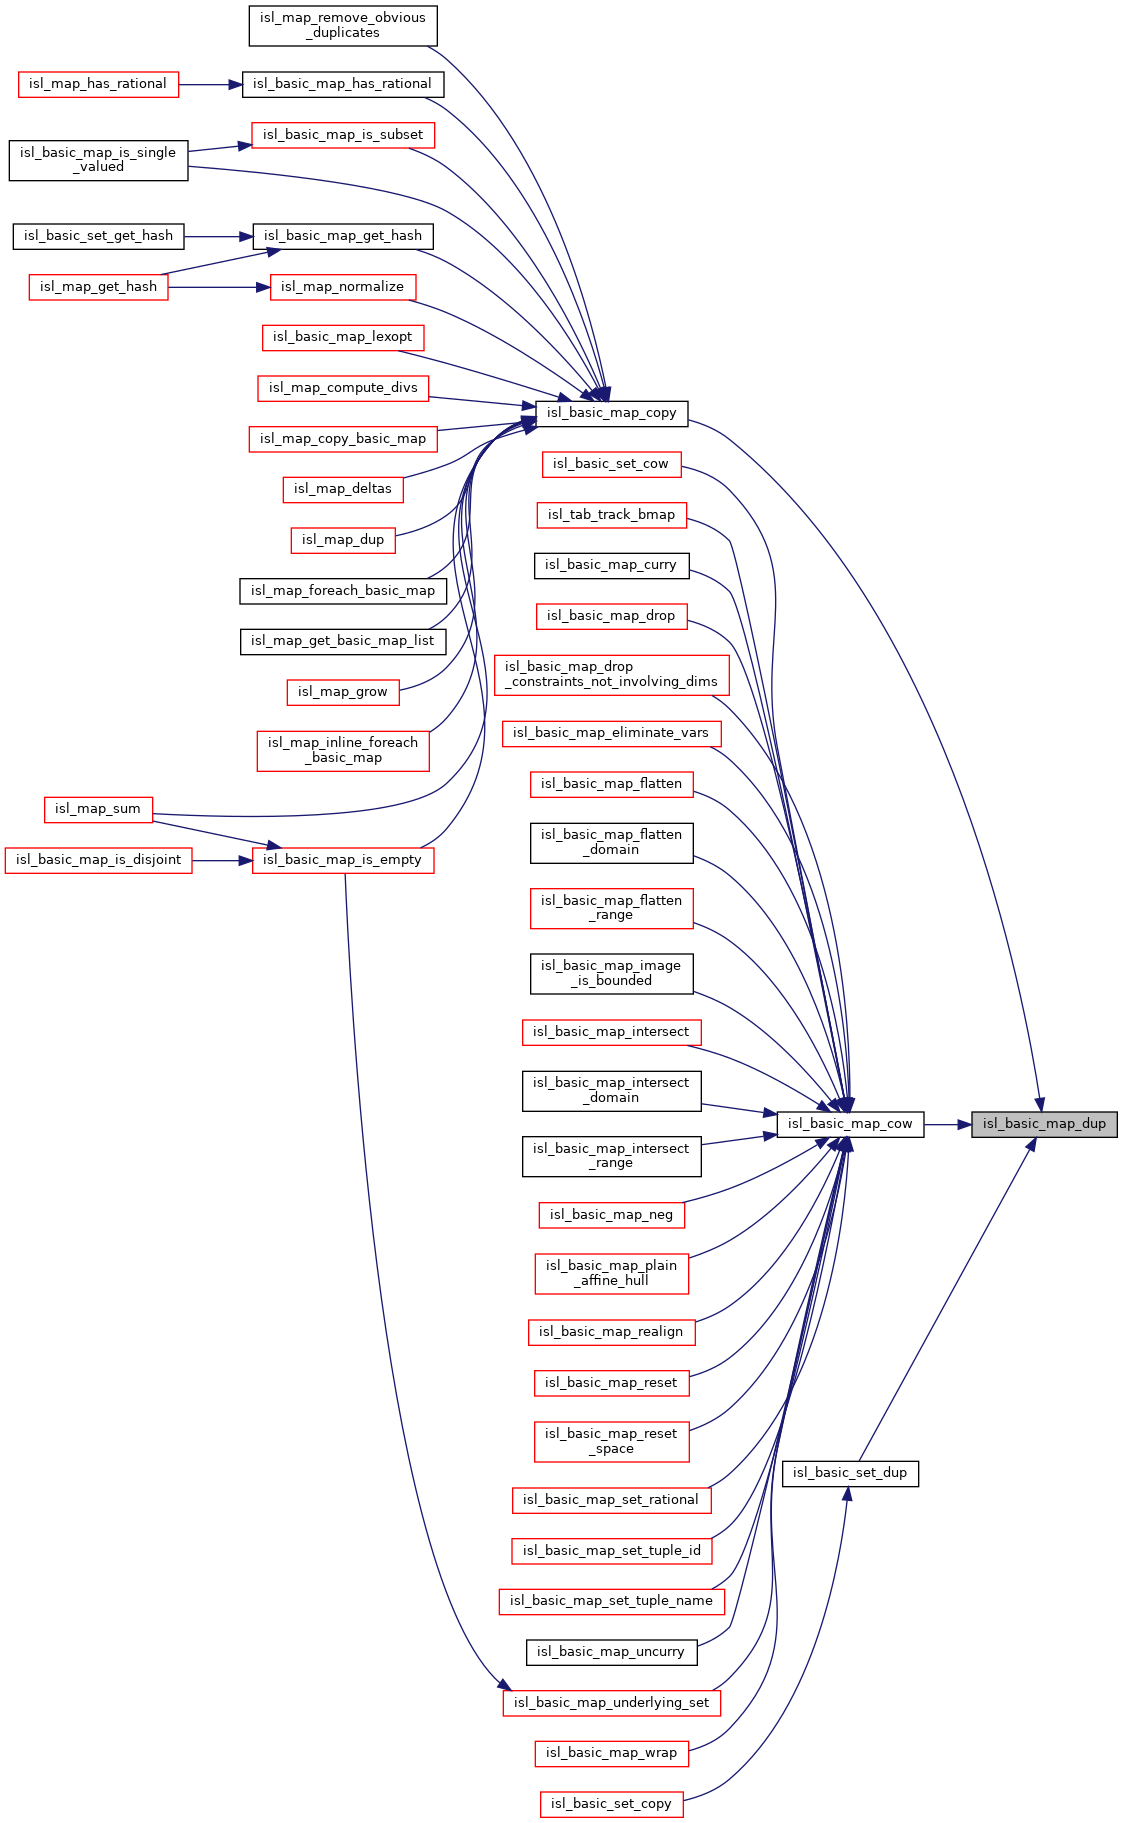 isl_map_remove_obvious
_duplicates
isl_map_has_rational
isl_basic_map_has_rational
isl_basic_map_is_subset
isl_basic_map_is_single
_valued
isl_basic_set_get_hash
isl_basic_map_get_hash
isl_map_get_hash
isl_map_normalize
isl_basic_map_lexopt
isl_map_compute_divs
isl_basic_map_copy
isl_map_copy_basic_map
isl_basic_set_cow
isl_map_deltas
isl_tab_track_bmap
isl_map_dup
isl_basic_map_curry
isl_map_foreach_basic_map
isl_basic_map_drop
isl_map_get_basic_map_list
isl_basic_map_drop
_constraints_not_involving_dims
isl_map_grow
isl_basic_map_eliminate_vars
isl_map_inline_foreach
_basic_map
isl_basic_map_flatten
isl_map_sum
isl_basic_map_flatten
_domain
isl_basic_map_is_disjoint
isl_basic_map_is_empty
isl_basic_map_flatten
_range
isl_basic_map_image
_is_bounded
isl_basic_map_intersect
isl_basic_map_intersect
_domain
isl_basic_map_cow
isl_basic_map_dup
isl_basic_map_intersect
_range
isl_basic_map_neg
isl_basic_map_plain
_affine_hull
isl_basic_map_realign
isl_basic_map_reset
isl_basic_map_reset
_space
isl_basic_set_dup
isl_basic_map_set_rational
isl_basic_map_set_tuple_id
isl_basic_map_set_tuple_name
isl_basic_map_uncurry
isl_basic_map_underlying_set
isl_basic_map_wrap
isl_basic_set_copy